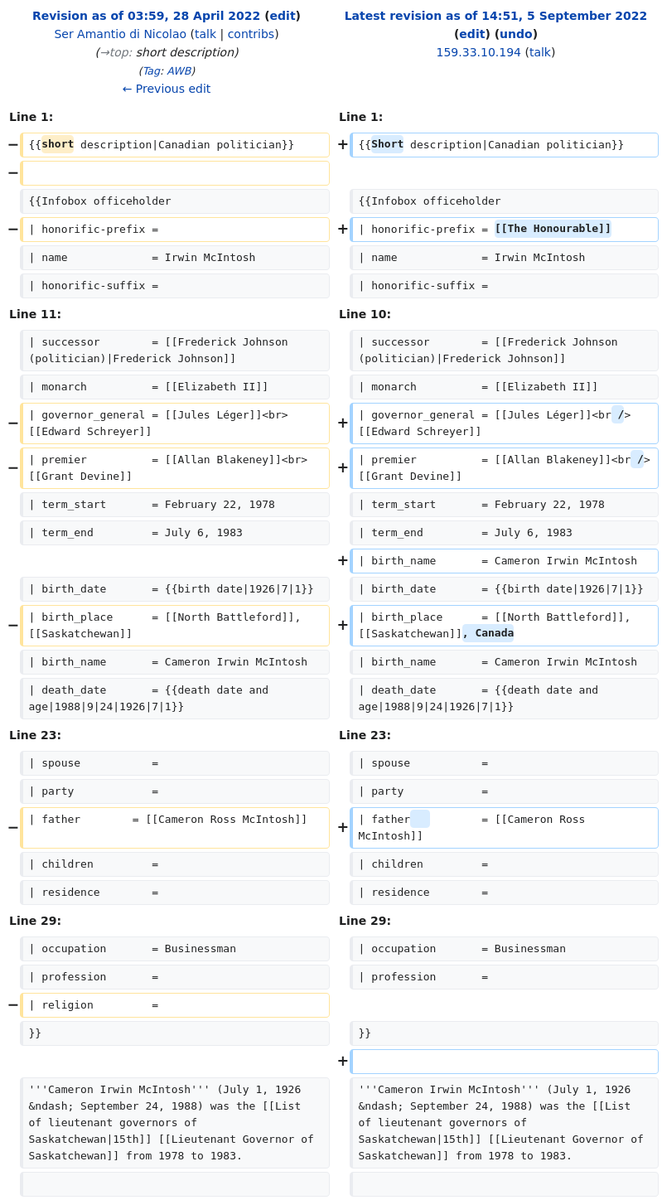 Revision as of 03:59, 28 April 2022 (edit)
Ser Amantio di Nicolao (talk | contribs)
(→top: short description)
(Tag: AWB)
← Previous edit
Latest revision as of 14:51, 5 September 2022
(edit) (undo)
159.33.10.194 (talk)
Line 1:
Line 1:
− {{short description|Canadian politician}}
+ {{Short description|Canadian politician}}
−
{{Infobox officeholder
{{Infobox officeholder
− | honorific-prefix =
+ | honorific-prefix = [[The Honourable]]
| name             = Irwin McIntosh
| name             = Irwin McIntosh
| honorific-suffix =
| honorific-suffix =
Line 11:
Line 10:
| successor        = [[Frederick Johnson
(politician)|Frederick Johnson]]
| successor        = [[Frederick Johnson
(politician)|Frederick Johnson]]
| monarch          = [[Elizabeth II]]
| monarch          = [[Elizabeth II]]
− | governor_general = [[Jules Léger]]<br>
[[Edward Schreyer]]
+ | governor_general = [[Jules Léger]]<br />
[[Edward Schreyer]]
− | premier          = [[Allan Blakeney]]<br>
[[Grant Devine]]
+ | premier          = [[Allan Blakeney]]<br />
[[Grant Devine]]
| term_start       = February 22, 1978
| term_start       = February 22, 1978
| term_end         = July 6, 1983
| term_end         = July 6, 1983
+ | birth_name       = Cameron Irwin McIntosh
| birth_date       = {{birth date|1926|7|1}}
| birth_date       = {{birth date|1926|7|1}}
− | birth_place      = [[North Battleford]],
[[Saskatchewan]]
+ | birth_place      = [[North Battleford]],
[[Saskatchewan]], Canada
| birth_name       = Cameron Irwin McIntosh
| birth_name       = Cameron Irwin McIntosh
| death_date       = {{death date and
age|1988|9|24|1926|7|1}}
| death_date       = {{death date and
age|1988|9|24|1926|7|1}}
Line 23:
Line 23:
| spouse           =
| spouse           =
| party            =
| party            =
− | father        = [[Cameron Ross McIntosh]]
+ | father           = [[Cameron Ross
McIntosh]]
| children         =
| children         =
| residence        =
| residence        =
Line 29:
Line 29:
| occupation       = Businessman
| occupation       = Businessman
| profession       =
| profession       =
− | religion         =
}}
}}
+
'''Cameron Irwin McIntosh''' (July 1, 1926
&ndash; September 24, 1988) was the [[List
of lieutenant governors of
Saskatchewan|15th]] [[Lieutenant Governor of
Saskatchewan]] from 1978 to 1983.
'''Cameron Irwin McIntosh''' (July 1, 1926
&ndash; September 24, 1988) was the [[List
of lieutenant governors of
Saskatchewan|15th]] [[Lieutenant Governor of
Saskatchewan]] from 1978 to 1983.